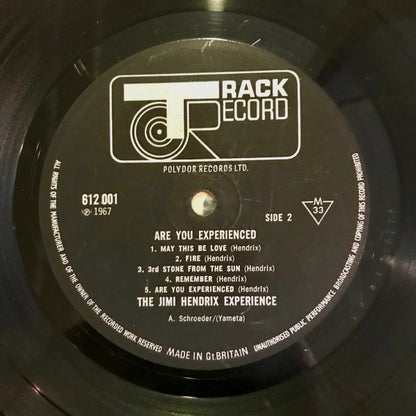 TRACK
RECORD
POLYDOR RECORDS LTD.
612 001
℗ 1967
SIDE 2
M
33
ARE YOU EXPERIENCED
1. MAY THIS BE LOVE (Hendrix)
2. FIRE (Hendrix)
3. 3rd STONE FROM THE SUN (Hendrix)
4. REMEMBER (Hendrix)
5. ARE YOU EXPERIENCED (Hendrix)
THE JIMI HENDRIX EXPERIENCE
A. Schroeder/(Yameta)
MADE IN Gt. BRITAIN
ALL RIGHTS OF THE MANUFACTURER AND OF THE OWNER OF THE RECORDED WORK RESERVED
UNAUTHORISED PUBLIC PERFORMANCE BROADCASTING AND COPYING OF THIS RECORD PROHIBITED